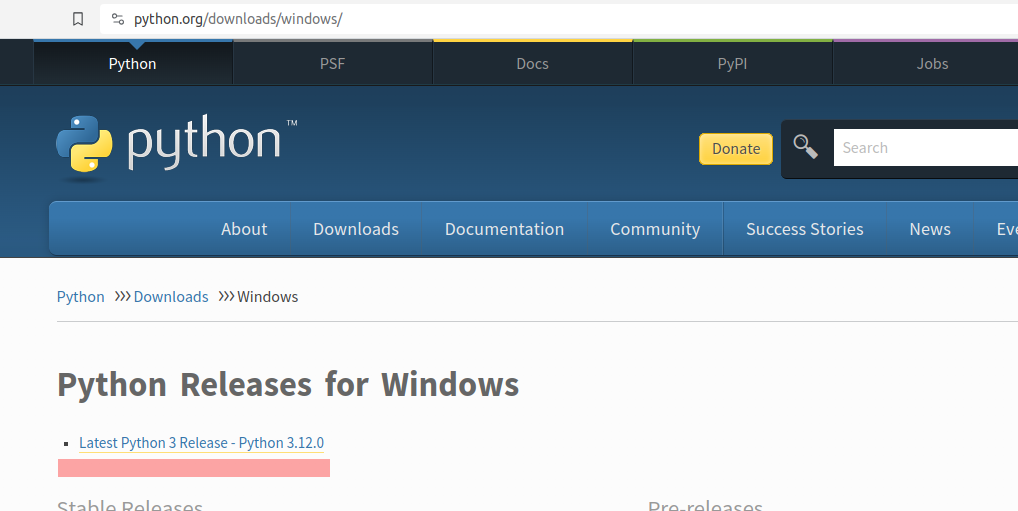 python.org/downloads/windows/
Python PSF Docs PyPI Jobs
python™
Donate Search
About Downloads Documentation Community Success Stories News Eve
Python Downloads Windows
Python Releases for Windows
Latest Python 3 Release - Python 3.12.0
Stable Releases Pre-releases